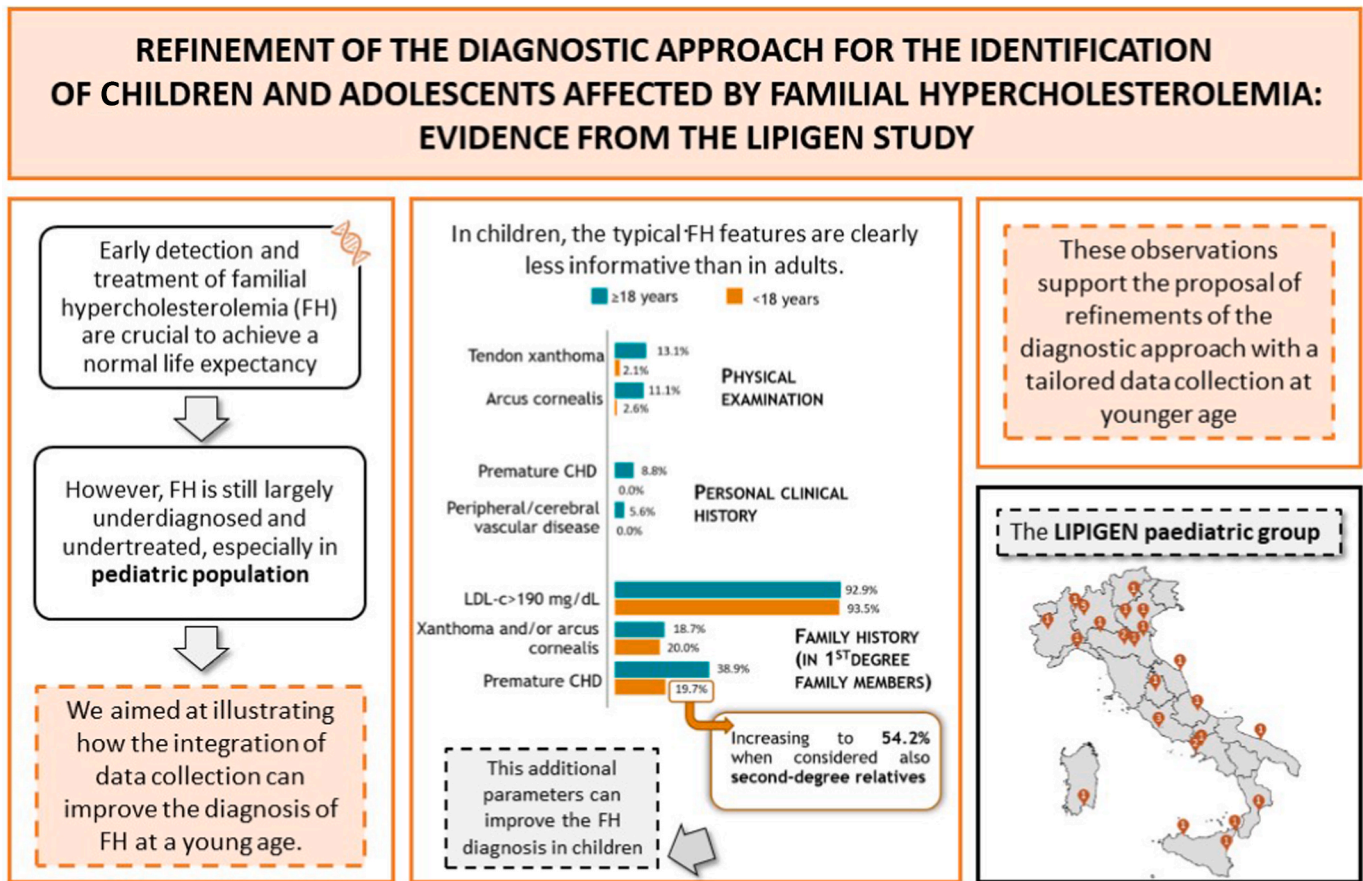 REFINEMENT OF THE DIAGNOSTIC APPROACH FOR THE IDENTIFICATION
OF CHILDREN AND ADOLESCENTS AFFECTED BY FAMILIAL HYPERCHOLESTEROLEMIA:
EVIDENCE FROM THE LIPIGEN STUDY
Early detection and
treatment of familial
hypercholesterolemia (FH)
are crucial to achieve a
normal life expectancy
However, FH is still largely
underdiagnosed and
undertreated, especially in
pediatric population
We aimed at illustrating
how the integration of
data collection can
improve the diagnosis of
FH at a young age.
In children, the typical FH features are clearly
less informative than in adults.
≥18 years
<18 years
Tendon xanthoma
13.1%
2.1%
Arcus cornealis
11.1%
2.6%
PHYSICAL
EXAMINATION
Premature CHD
8.8%
0.0%
Peripheral/cerebral
vascular disease
5.6%
0.0%
PERSONAL CLINICAL
HISTORY
LDL-c>190 mg/dL
92.9%
93.5%
Xanthoma and/or arcus
cornealis
18.7%
20.0%
Premature CHD
38.9%
19.7%
FAMILY HISTORY
(IN 1ST DEGREE
FAMILY MEMBERS)
Increasing to 54.2%
when considered also
second-degree relatives
This additional
parameters can
improve the FH
diagnosis in children
These observations
support the proposal of
refinements of the
diagnostic approach with a
tailored data collection at
younger age
The LIPIGEN paediatric group